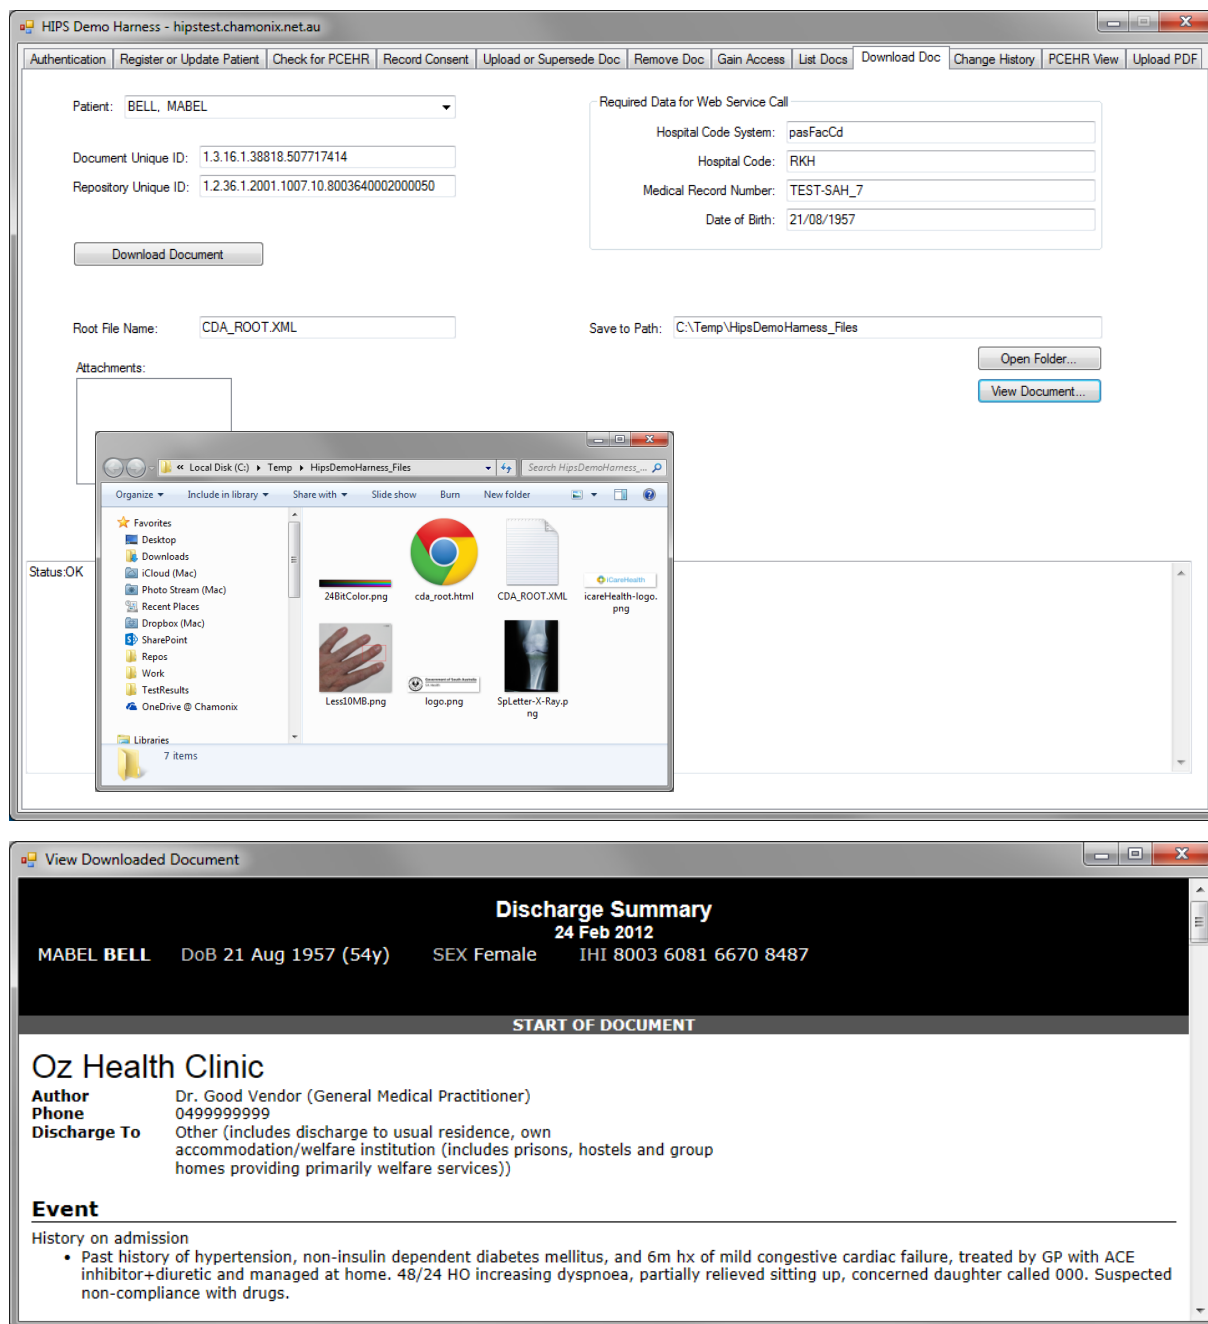 HIPS Demo Harness - hipstest.chamonix.net.au
Authentication Register or Update Patient Check for PCEHR Record Consent Upload or Supersede Doc Remove Doc Gain Access List Docs Download Doc Change History PCEHR View Upload PDF
Patient: BELL, MABEL
Document Unique ID: 1.3.16.1.38818.507717414
Repository Unique ID: 1.2.36.1.2001.1007.10.8003640002000050
Download Document
Required Data for Web Service Call
Hospital Code System: pasFacCd
Hospital Code: RKH
Medical Record Number: TEST-SAH_7
Date of Birth: 21/08/1957
Root File Name: CDA_ROOT.XML
Save to Path: C:\Temp\HipsDemoHarness_Files
Open Folder...
View Document...
Attachments:
« Local Disk (C:) Temp HipsDemoHarness_Files
Search HipsDemoHarness_...
Organize Include in library Share with Slide show Burn New folder
Favorites
Desktop
Downloads
iCloud (Mac)
Photo Stream (Mac)
Recent Places
Dropbox (Mac)
SharePoint
Repos
Work
TestResults
OneDrive @ Chamonix
Libraries
iCareHealth
24BitColor.png
cda_root.html
CDA_ROOT.XML
icareHealth-logo.
png
Government of South Australia
Less10MB.png
logo.png
SpLetter-X-Ray.p
ng
7 items
Status:OK
View Downloaded Document
Discharge Summary
24 Feb 2012
MABEL BELL DoB 21 Aug 1957 (54y) SEX Female IHI 8003 6081 6670 8487
START OF DOCUMENT
Oz Health Clinic
Author Dr. Good Vendor (General Medical Practitioner)
Phone 0499999999
Discharge To Other (includes discharge to usual residence, own
accommodation/welfare institution (includes prisons, hostels and group
homes providing primarily welfare services))
Event
History on admission
• Past history of hypertension, non-insulin dependent diabetes mellitus, and 6m hx of mild congestive cardiac failure, treated by GP with ACE
inhibitor+diuretic and managed at home. 48/24 HO increasing dyspnoea, partially relieved sitting up, concerned daughter called 000. Suspected
non-compliance with drugs.